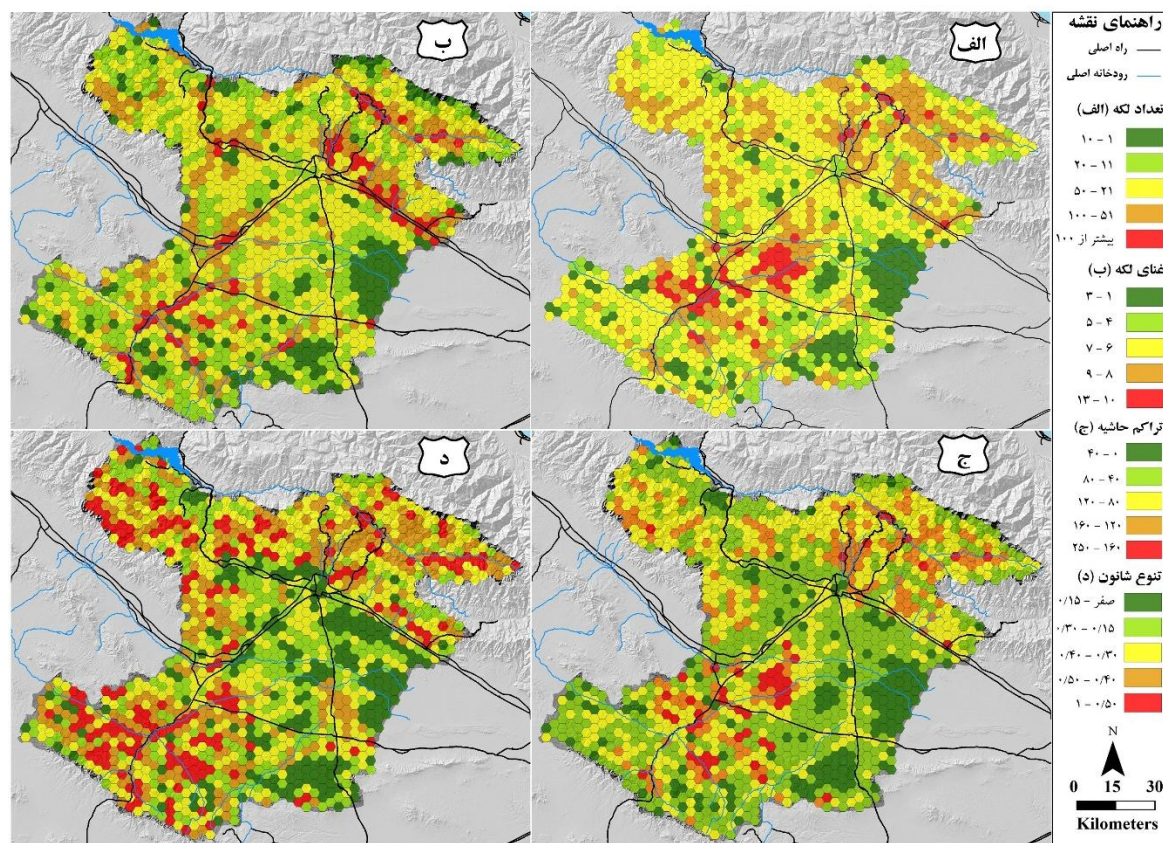 ب
الف
د
ج
راهنمای نقشه
راه اصلی
رودخانه اصلی
تعداد لکه (الف)
۱۰ - ۱
۲۰ - ۱۱
۵۰ - ۲۱
۱۰۰ - ۵۱
بیشتر از ۱۰۰
غنای لکه (ب)
۳ - ۱
۵ - ۴
۷ - ۶
۹ - ۸
۱۳ - ۱۰
تراکم حاشیه (ج)
۴۰ - ۰
۸۰ - ۴۰
۱۲۰ - ۸۰
۱۶۰ - ۱۲۰
۲۵۰ - ۱۶۰
تنوع شانون (د)
صفر - ۰/۱۵
۰/۳۰ - ۰/۱۵
۰/۴۰ - ۰/۳۰
۰/۵۰ - ۰/۴۰
۱ - ۰/۵۰
N
0 15 30
Kilometers